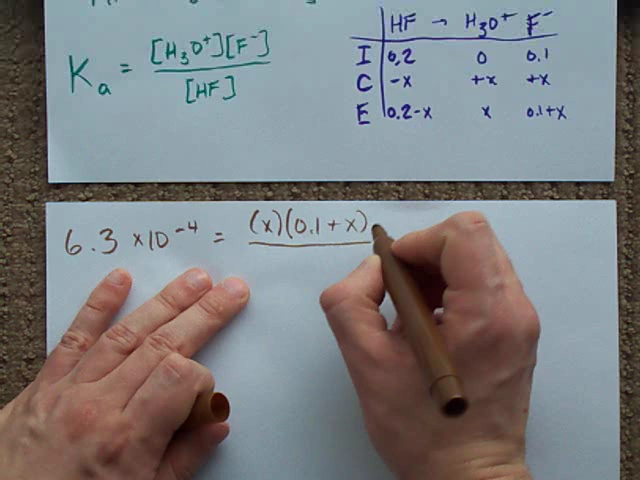 K_a = [H₃O⁺][F⁻] / [HF]
HF → H₃O⁺ F⁻
I 0.2 0 0.1
C -x +x +x
E 0.2-x x 0.1+x
6.3 ×10⁻⁴ = (x)(0.1+x)